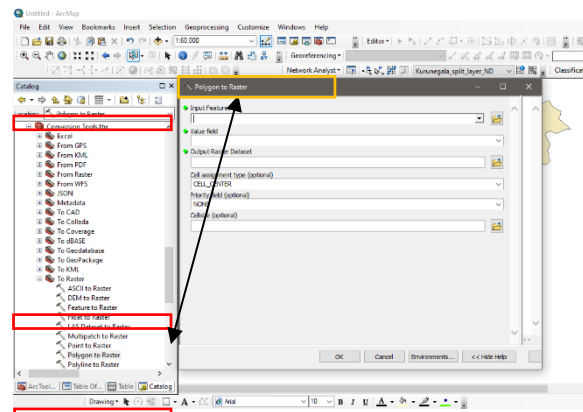 Untitled - ArcMap
File Edit View Bookmarks Insert Selection Geoprocessing Customize Windows Help
1:60,000
Editor
Georeferencing
Network Analyst Kurunegala_split_layer_ND Classificat
Catalog
Location: Polygon to Raster
Conversion Tools.tbx
Excel
From GPS
From KML
From PDF
From Raster
From WFS
JSON
Metadata
To CAD
To Collada
To Coverage
To dBASE
To Geodatabase
To GeoPackage
To KML
To Raster
ASCII to Raster
DEM to Raster
Feature to Raster
Float to Raster
LAS Dataset to Raster
Multipatch to Raster
Point to Raster
Polygon to Raster
Polyline to Raster
ArcTool... Table Of... Table Catalog
Polygon to Raster
Input Features
Value field
Output Raster Dataset
Cell assignment type (optional)
CELL_CENTER
Priority field (optional)
NONE
Cellsize (optional)
OK Cancel Environments... << Hide Help
Drawing A Arial 10 B I U A